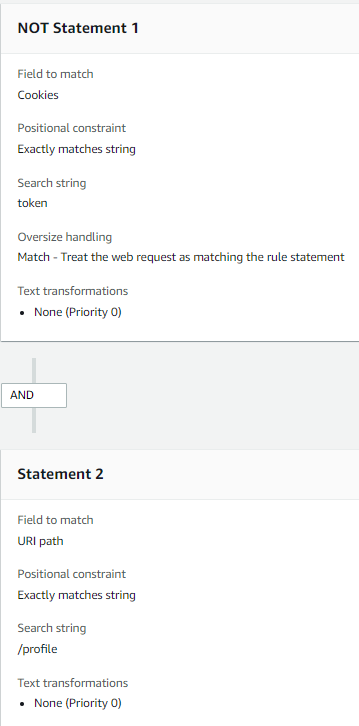 NOT Statement 1
Field to match
Cookies
Positional constraint
Exactly matches string
Search string
token
Oversize handling
Match - Treat the web request as matching the rule statement
Text transformations
• None (Priority 0)
AND
Statement 2
Field to match
URI path
Positional constraint
Exactly matches string
Search string
/profile
Text transformations
• None (Priority 0)